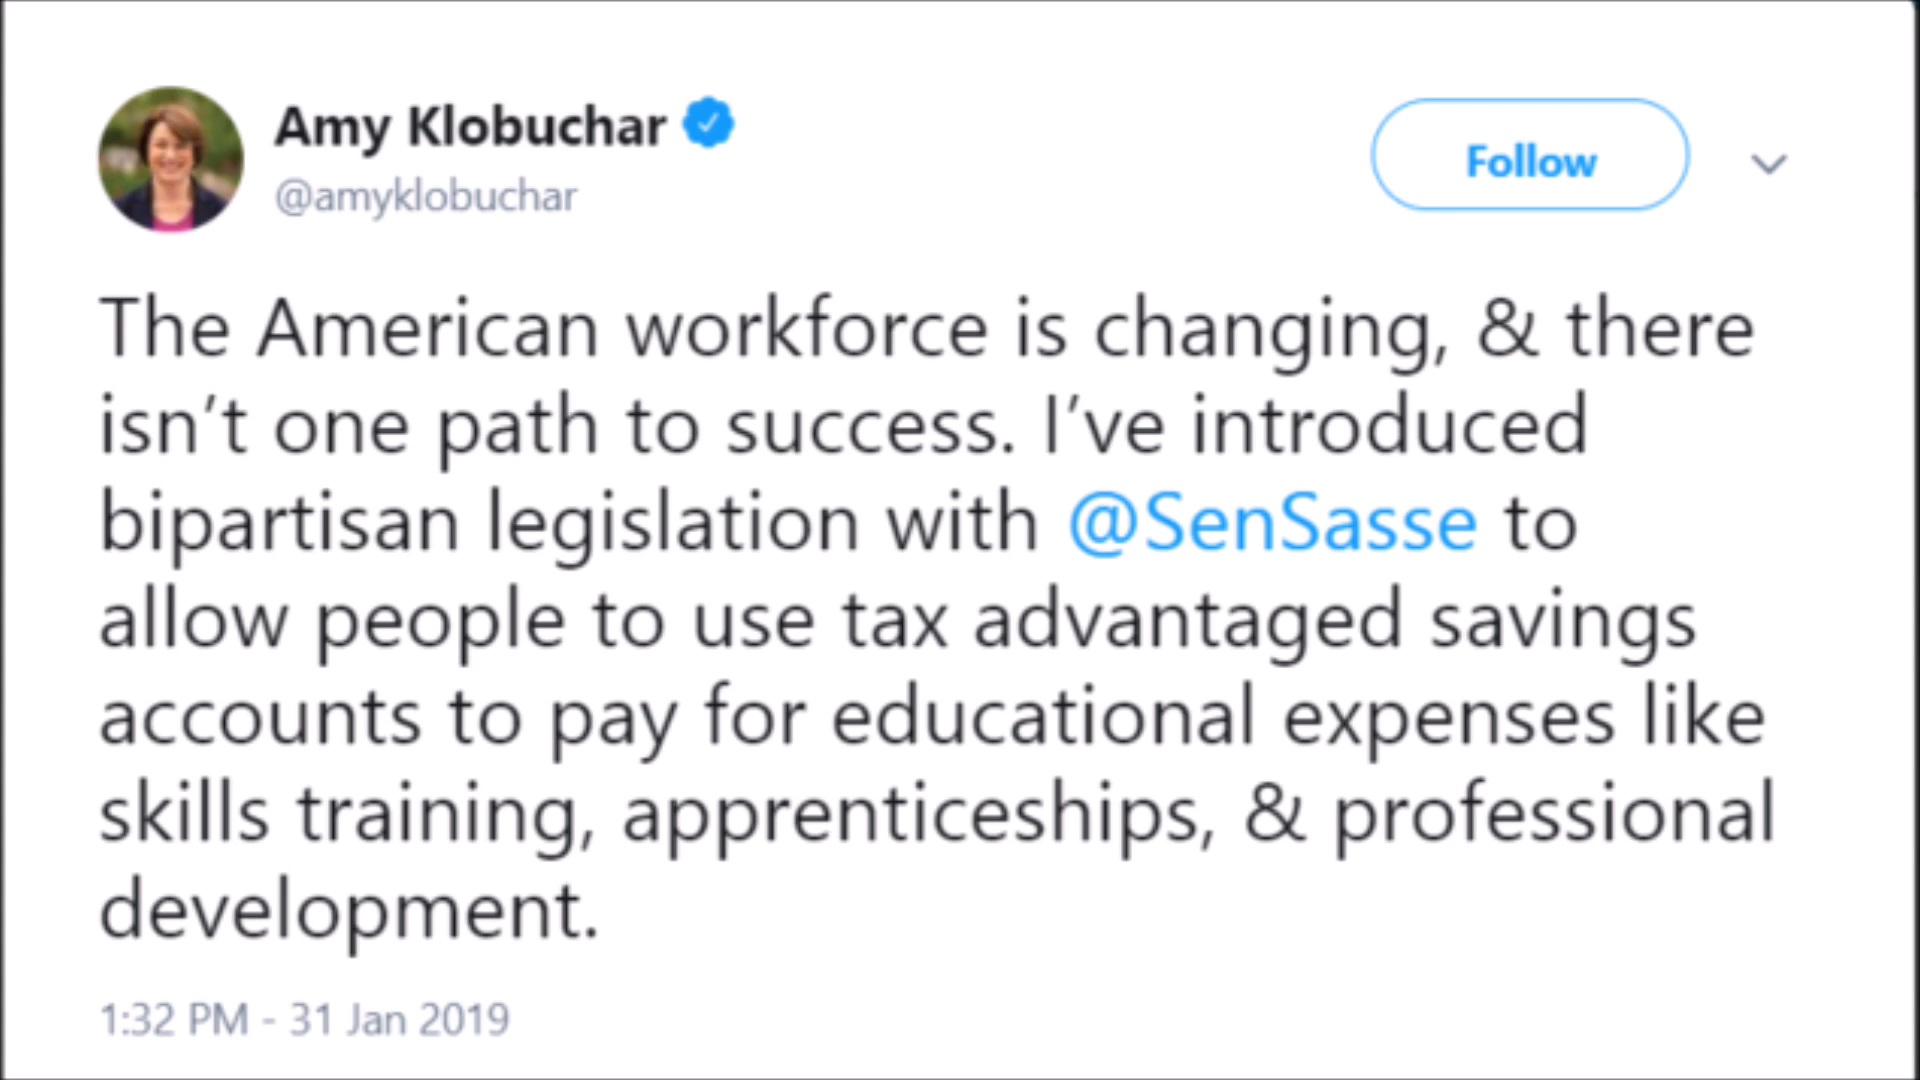 Amy Klobuchar
@amyklobuchar
Follow
The American workforce is changing, & there
isn’t one path to success. I’ve introduced
bipartisan legislation with @SenSasse to
allow people to use tax advantaged savings
accounts to pay for educational expenses like
skills training, apprenticeships, & professional
development.
1:32 PM - 31 Jan 2019